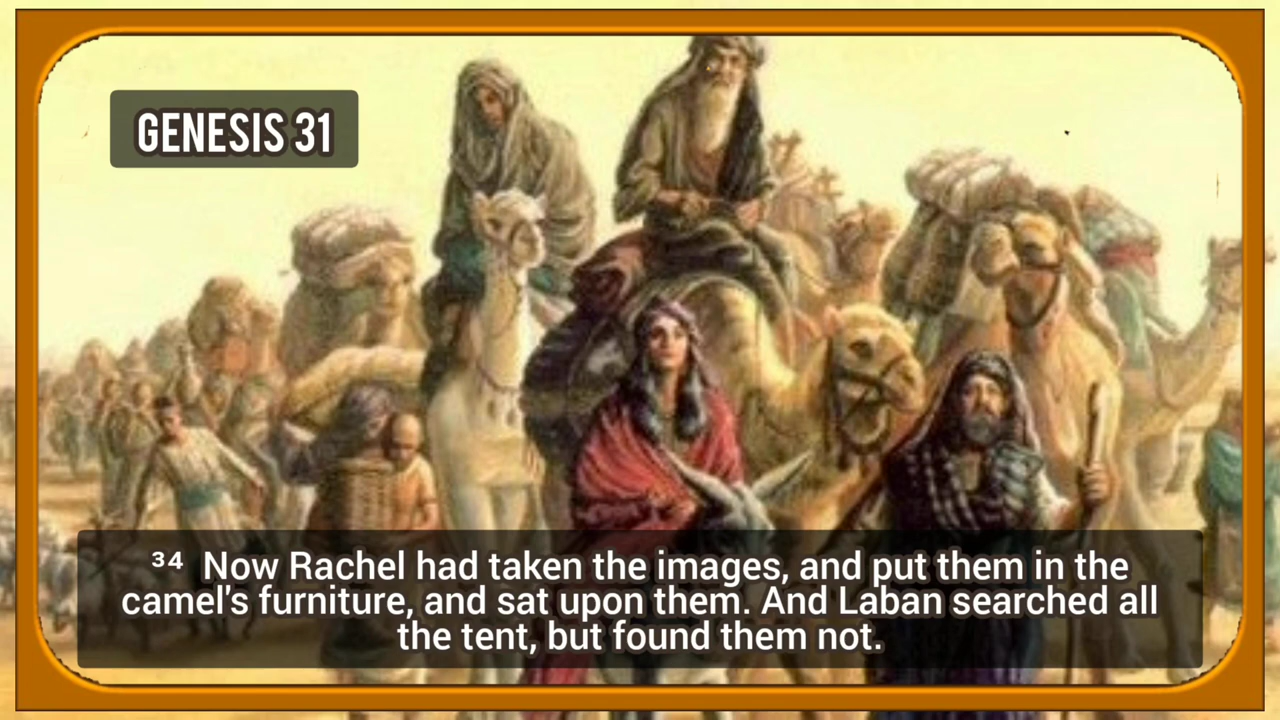 GENESIS 31
³⁴ Now Rachel had taken the images, and put them in the
camel's furniture, and sat upon them. And Laban searched all
the tent, but found them not.